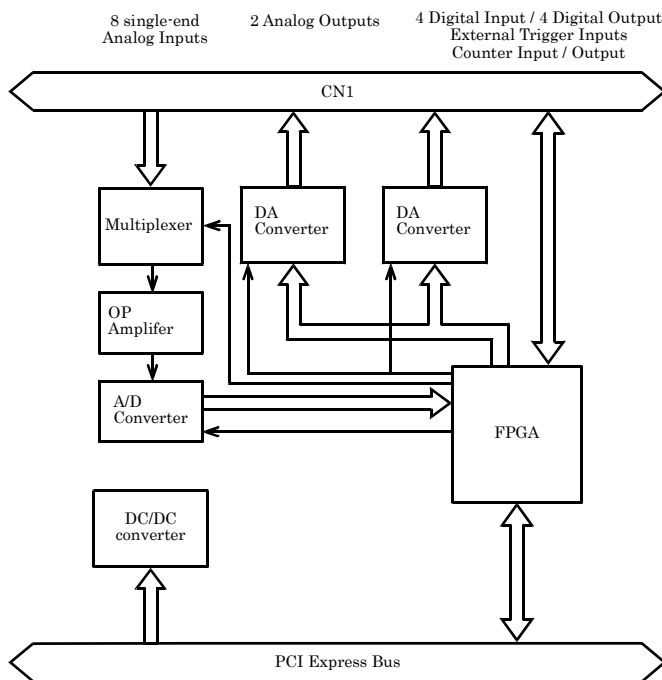 8 single-end
Analog Inputs
2 Analog Outputs
4 Digital Input / 4 Digital Output
External Trigger Inputs
Counter Input / Output
CN1
Multiplexer
DA
Converter
DA
Converter
OP
Amplifer
A/D
Converter
FPGA
DC/DC
converter
PCI Express Bus